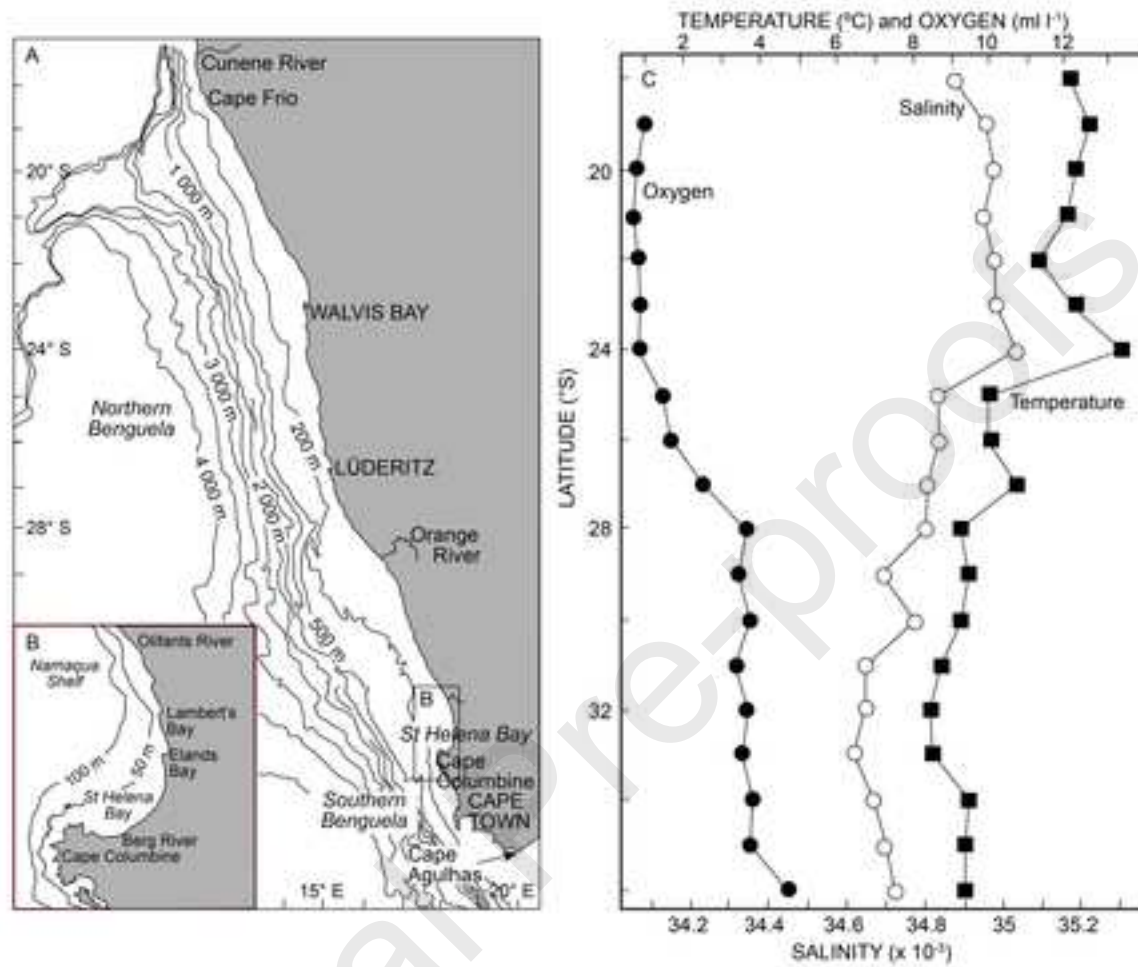 A
Cunene River
Cape Frio
20° S
1 000 m
WALVIS BAY
24° S
3 000 m
Northern
Benguela
200 m
LÜDERITZ
4 000 m
2 000 m
28° S
Orange
River
500 m
B
St Helena Bay
Cape
Columbine
CAPE
TOWN
Southern
Benguela
Cape
Agulhas
15° E
20° E
B
Olifants River
Namaqua
Shelf
Lambert's
Bay
Elands
Bay
100 m
50 m
St Helena
Bay
Berg River
Cape Columbine
TEMPERATURE (ºC) and OXYGEN (ml l⁻¹)
2 4 6 8 10 12
C
Salinity
20
Oxygen
24
Temperature
LATITUDE (°S)
28
32
34.2 34.4 34.6 34.8 35 35.2
SALINITY (x 10⁻³)
Pre-proofs